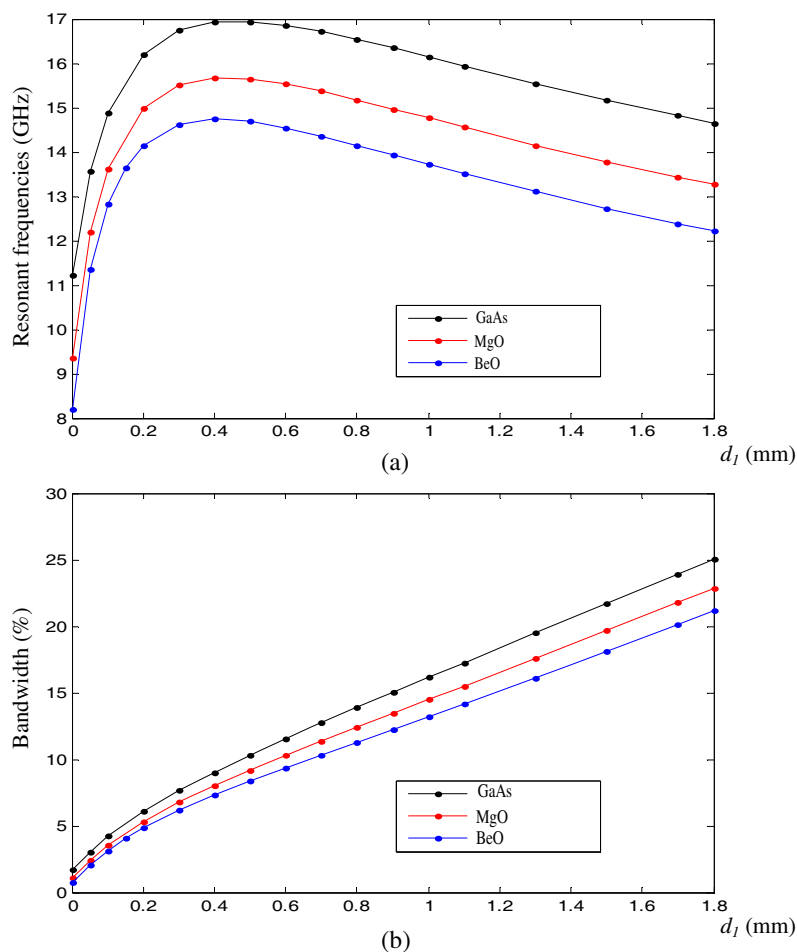 17
16
15
14
13
12
11
10
9
8
Resonant frequencies (GHz)
GaAs
MgO
BeO
0 0.2 0.4 0.6 0.8 1 1.2 1.4 1.6 1.8
(a)
d1 (mm)
30
25
20
15
10
5
0
Bandwidth (%)
GaAs
MgO
BeO
0 0.2 0.4 0.6 0.8 1 1.2 1.4 1.6 1.8
(b)
d1 (mm)